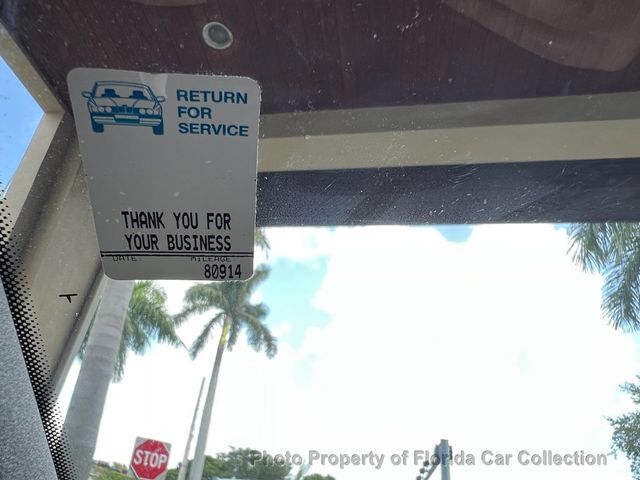 RETURN
FOR
SERVICE
THANK YOU FOR
YOUR BUSINESS
DATE: MILEAGE:
80914
STOP
Photo Property of Florida Car Collection